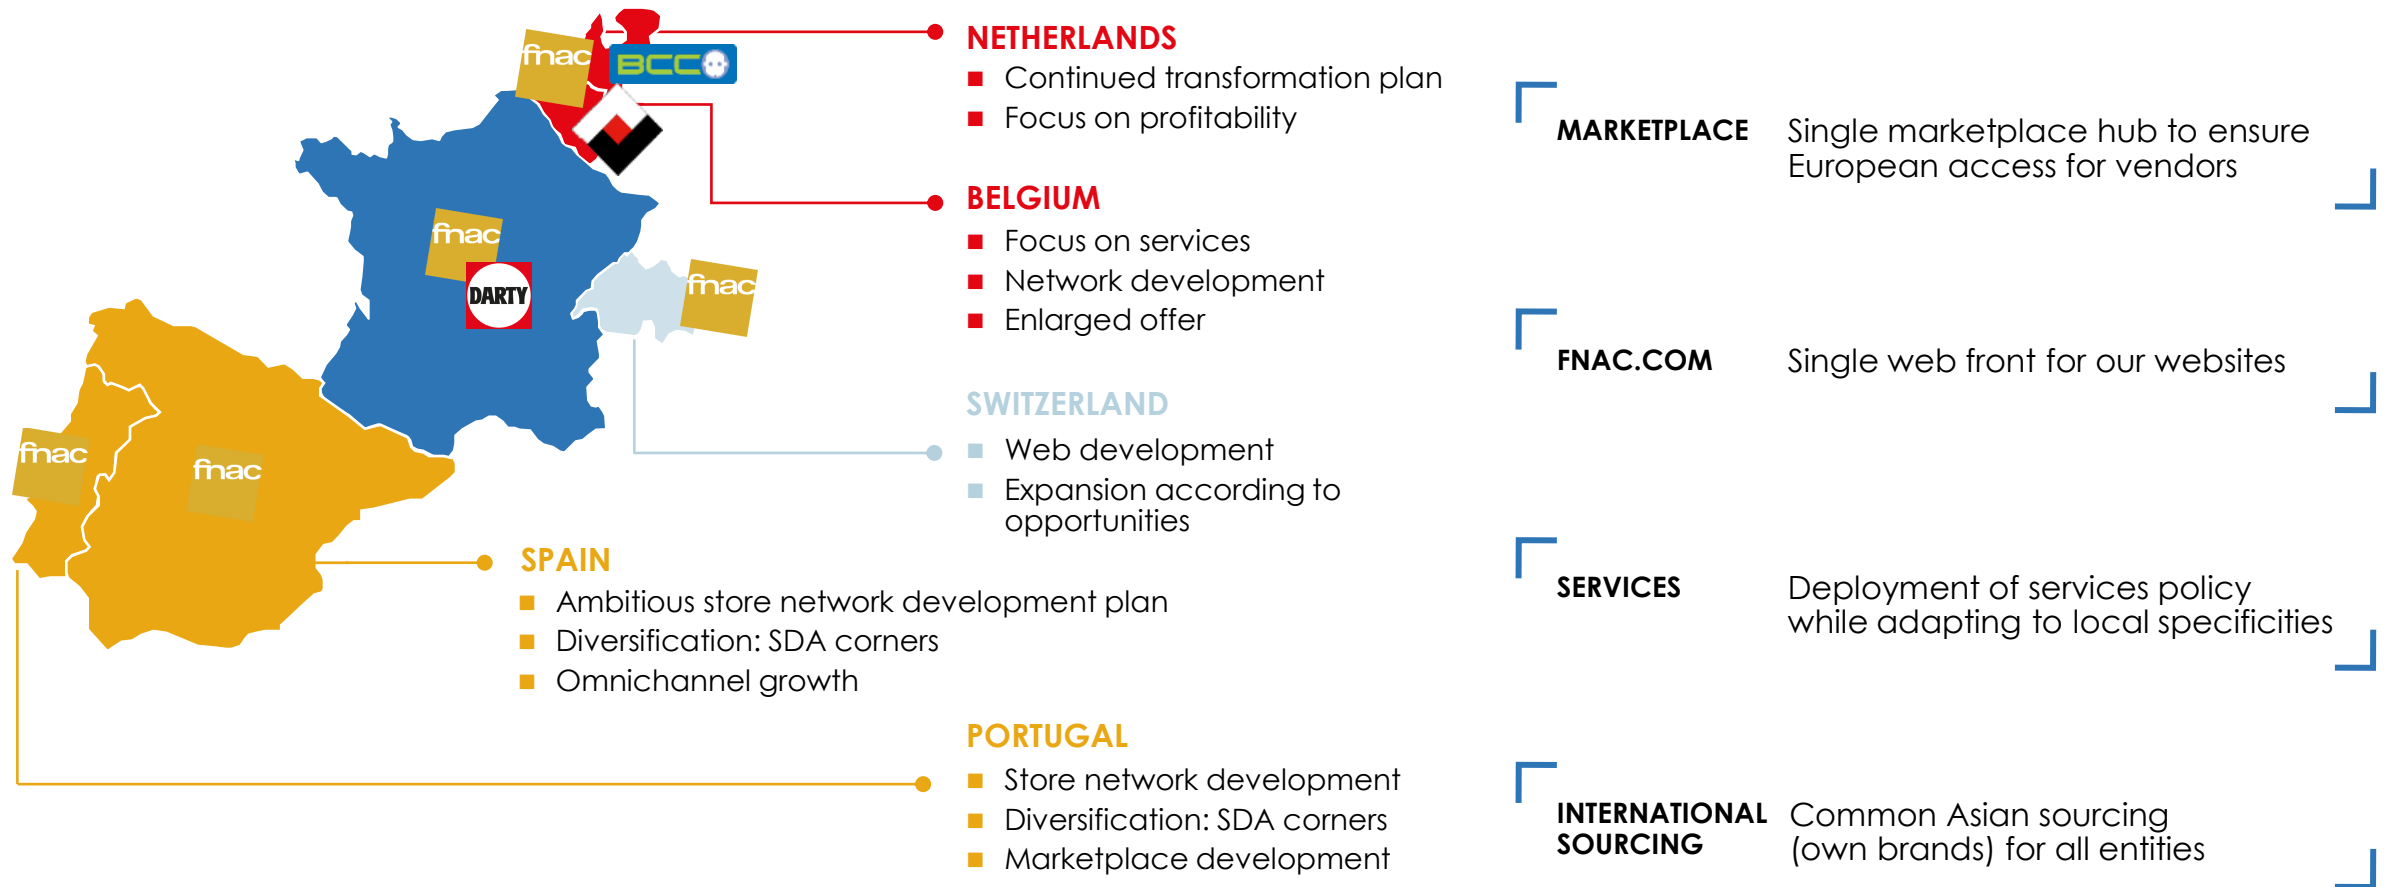 fnac
BCC
fnac
DARTY
fnac
fnac
fnac
NETHERLANDS
Continued transformation plan
Focus on profitability
BELGIUM
Focus on services
Network development
Enlarged offer
SWITZERLAND
Web development
Expansion according to
opportunities
SPAIN
Ambitious store network development plan
Diversification: SDA corners
Omnichannel growth
PORTUGAL
Store network development
Diversification: SDA corners
Marketplace development
MARKETPLACE
Single marketplace hub to ensure
European access for vendors
FNAC.COM
Single web front for our websites
SERVICES
Deployment of services policy
while adapting to local specificities
INTERNATIONAL
SOURCING
Common Asian sourcing
(own brands) for all entities